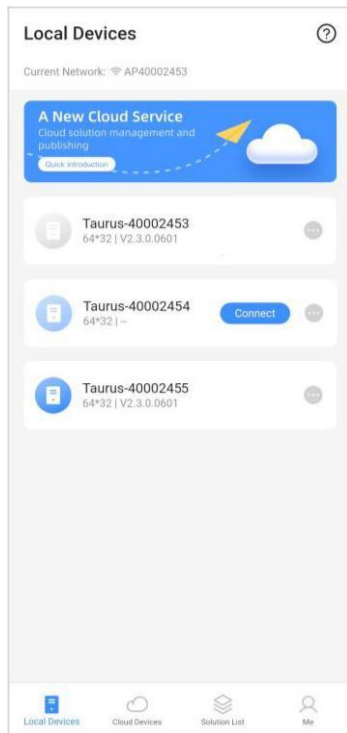 Local Devices
Current Network: AP40002453
A New Cloud Service
Cloud solution management and
publishing
Quick Introduction
Taurus-40002453
64*32 | V2.3.0.0601
Taurus-40002454
64*32 | --
Connect
Taurus-40002455
64*32 | V2.3.0.0601
Local Devices
Cloud Devices
Solution List
Me